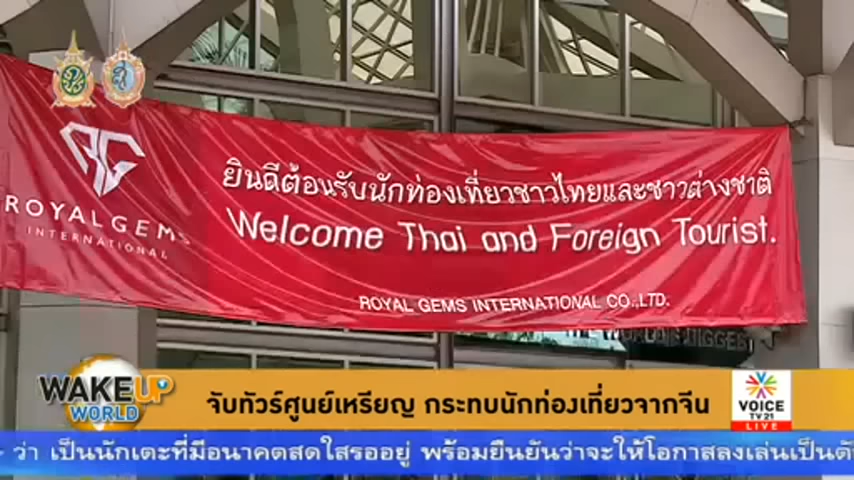 RG
ROYAL GEMS
INTERNATIONAL
ยินดีต้อนรับนักท่องเที่ยวชาวไทยและชาวต่างชาติ
Welcome Thai and Foreign Tourist.
ROYAL GEMS INTERNATIONAL CO.,LTD.
WAKE UP
WORLD
จับทัวร์ศูนย์เหรียญ กระทบนักท่องเที่ยวจากจีน
VOICE
TV 21
LIVE
ว่า เป็นนักเตะที่มีอนาคตสดใสรออยู่ พร้อมยืนยันว่าจะให้โอกาสลงเล่นเป็นตัว